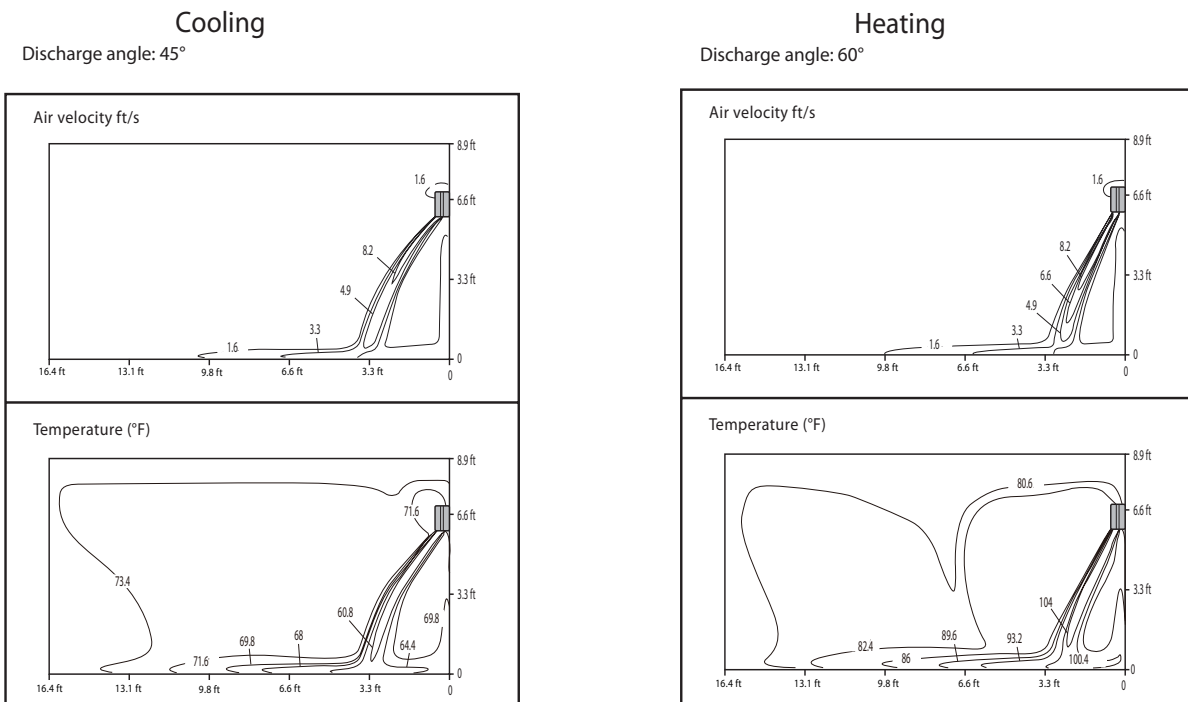 Cooling
Discharge angle: 45°
Air velocity ft/s
8.9 ft
1.6
6.6 ft
8.2
3.3 ft
4.9
3.3
1.6
0
16.4 ft 13.1 ft 9.8 ft 6.6 ft 3.3 ft 0
Temperature (°F)
8.9 ft
71.6
6.6 ft
73.4
3.3 ft
60.8
69.8
69.8
68
64.4
71.6
0
16.4 ft 13.1 ft 9.8 ft 6.6 ft 3.3 ft 0
Heating
Discharge angle: 60°
Air velocity ft/s
8.9 ft
1.6
6.6 ft
8.2
6.6
3.3 ft
4.9
3.3
1.6
0
16.4 ft 13.1 ft 9.8 ft 6.6 ft 3.3 ft 0
Temperature (°F)
8.9 ft
80.6
6.6 ft
3.3 ft
104
89.6
93.2
82.4
86
100.4
0
16.4 ft 13.1 ft 9.8 ft 6.6 ft 3.3 ft 0